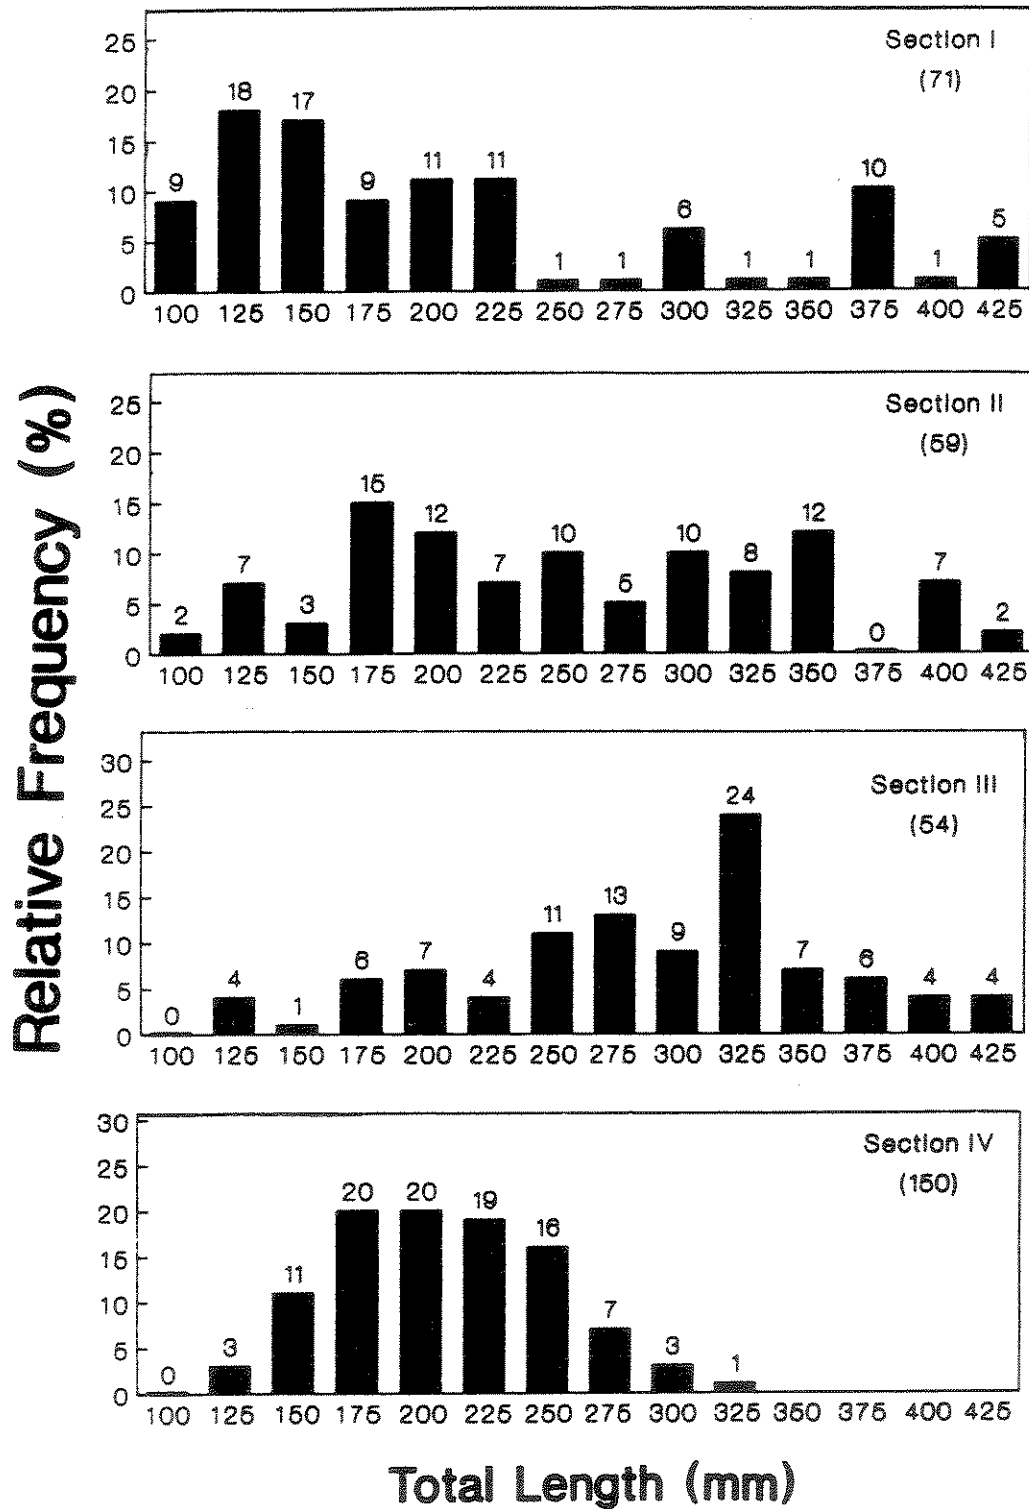 Relative Frequency (%)
Section I
(71)
25
20
15
10
5
0
9 18 17 9 11 11 1 1 6 1 1 10 1 5
100 125 150 175 200 225 250 275 300 325 350 375 400 425
Section II
(59)
25
20
15
10
5
0
2 7 3 15 12 7 10 5 10 8 12 0 7 2
100 125 150 175 200 225 250 275 300 325 350 375 400 425
Section III
(54)
30
25
20
15
10
5
0
0 4 1 6 7 4 11 13 9 24 7 6 4 4
100 125 150 175 200 225 250 275 300 325 350 375 400 425
Section IV
(150)
30
25
20
15
10
5
0
0 3 11 20 20 19 16 7 3 1
100 125 150 175 200 225 250 275 300 325 350 375 400 425
Total Length (mm)